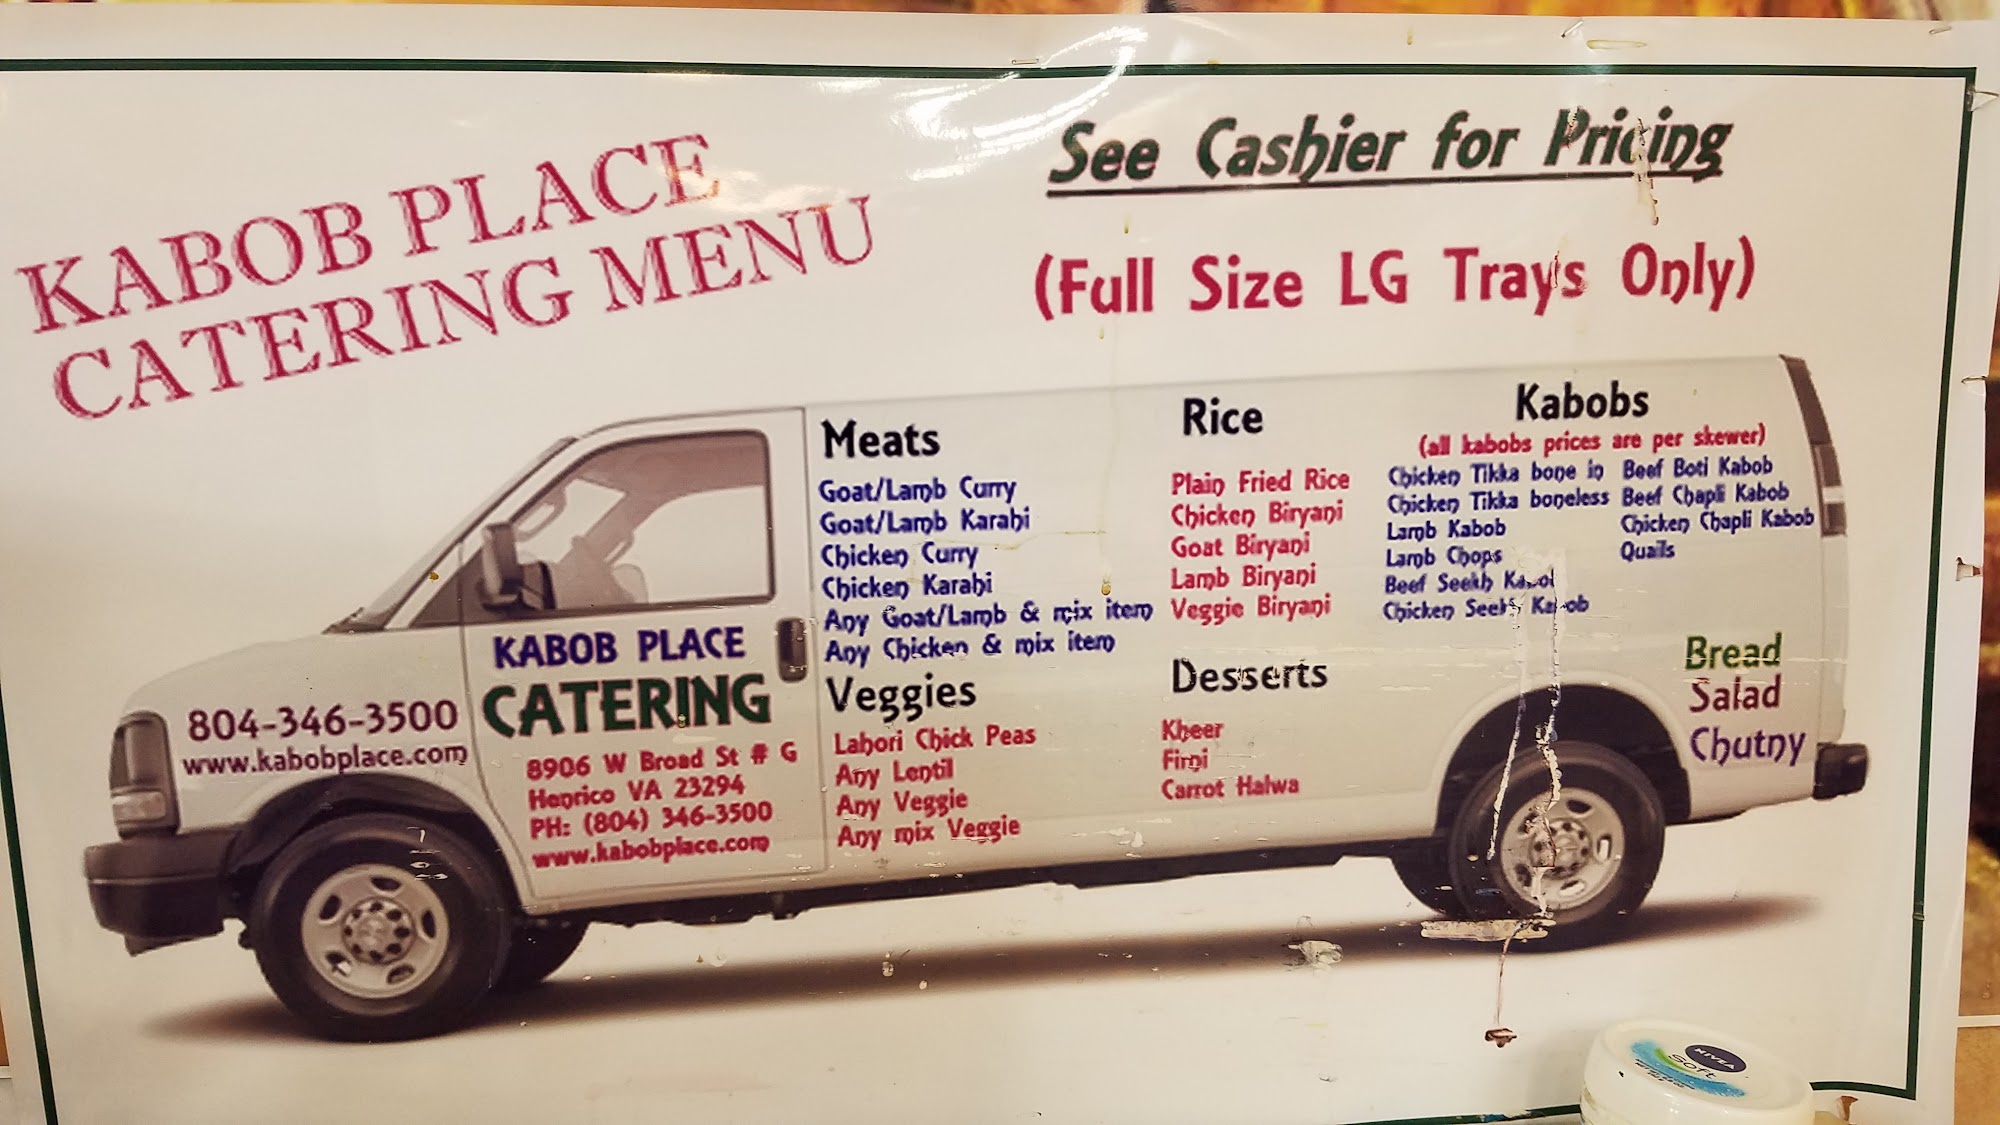 KABOB PLACE
CATERING MENU
See Cashier for Pricing
(Full Size LG Trays Only)
Meats
Goat/Lamb Curry
Goat/Lamb Karahi
Chicken Curry
Chicken Karahi
Any Goat/Lamb & mix item
Any Chicken & mix item
Veggies
Lahori Chick Peas
Any Lentil
Any Veggie
Any mix Veggie
Rice
Plain Fried Rice
Chicken Biryani
Goat Biryani
Lamb Biryani
Veggie Biryani
Desserts
Kheer
Firni
Carrot Halwa
Kabobs
(all kabobs prices are per skewer)
Chicken Tikka bone in
Chicken Tikka boneless
Lamb Kabob
Lamb Chops
Beef Seekh Kabob
Chicken Seekh Kabob
Beef Boti Kabob
Beef Chapli Kabob
Chicken Chapli Kabob
Quails
Bread
Salad
Chutny
804-346-3500
www.kabobplace.com
KABOB PLACE
CATERING
8906 W Broad St # G
Henrico VA 23294
PH: (804) 346-3500
www.kabobplace.com
NIVEA
Soft